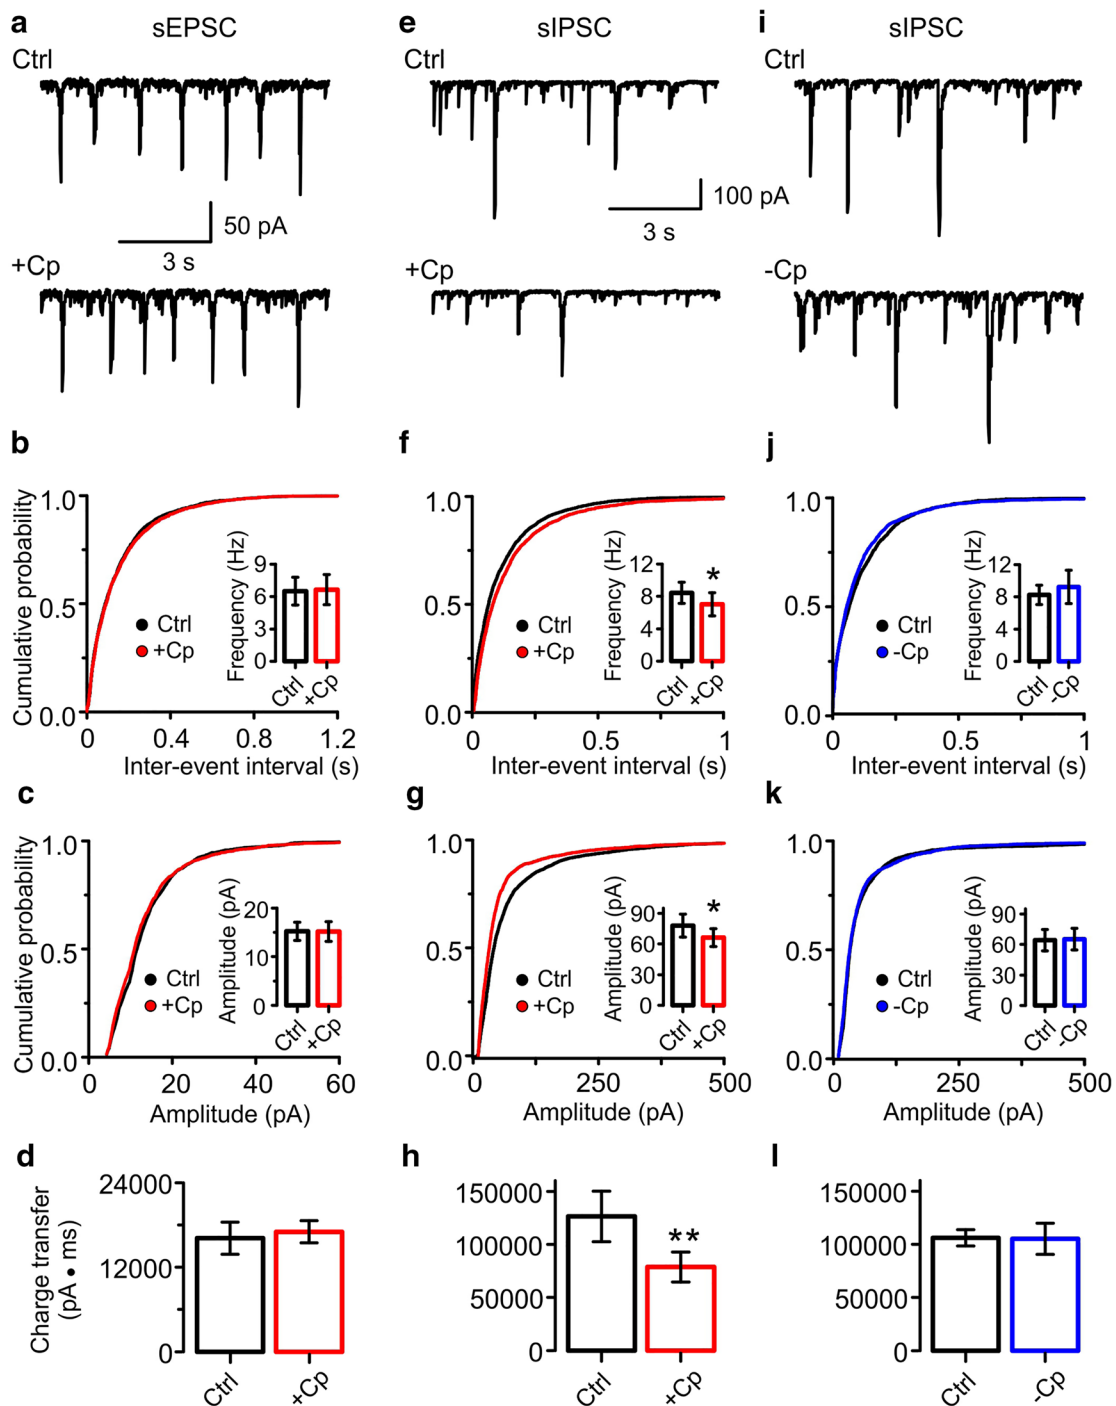 a
sEPSC
Ctrl
50 pA
3 s
+Cp
e
sIPSC
Ctrl
100 pA
3 s
+Cp
i
sIPSC
Ctrl
-Cp
b
Cumulative probability
1.0
0.5
0.0
0
0.4
0.8
1.2
Inter-event interval (s)
Ctrl
+Cp
Frequency (Hz)
9
6
3
0
Ctrl
+Cp
f
1.0
0.5
0.0
0
0.5
1
Inter-event interval (s)
Ctrl
+Cp
Frequency (Hz)
12
8
4
0
*
Ctrl
+Cp
j
1.0
0.5
0.0
0
0.5
1
Inter-event interval (s)
Ctrl
-Cp
Frequency (Hz)
12
8
4
0
Ctrl
-Cp
c
Cumulative probability
1.0
0.5
0.0
0
20
40
60
Amplitude (pA)
Ctrl
+Cp
Amplitude (pA)
20
10
0
Ctrl
+Cp
g
1.0
0.5
0.0
0
250
500
Amplitude (pA)
Ctrl
+Cp
Amplitude (pA)
90
60
30
0
*
Ctrl
+Cp
k
1.0
0.5
0.0
0
250
500
Amplitude (pA)
Ctrl
-Cp
Amplitude (pA)
90
60
30
0
Ctrl
-Cp
d
Charge transfer
(pA • ms)
24000
12000
0
Ctrl
+Cp
h
150000
100000
50000
0
**
Ctrl
+Cp
l
150000
100000
50000
0
Ctrl
-Cp